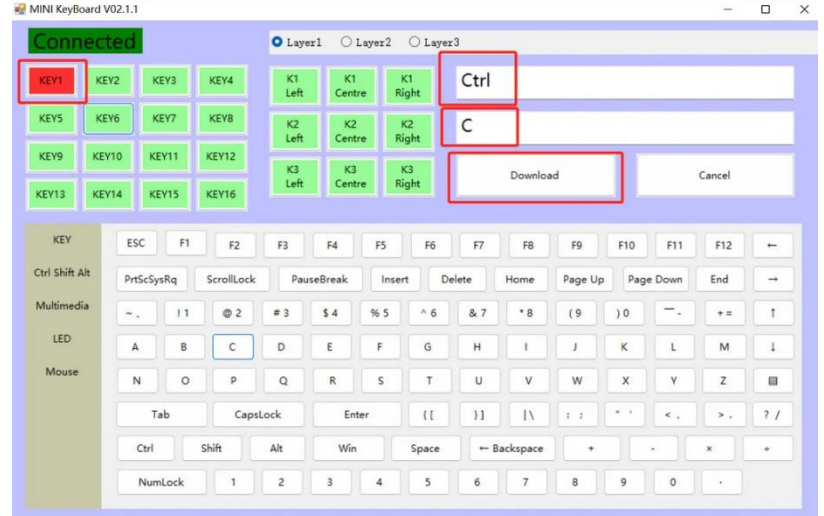 MINI KeyBoard V02.1.1
Connected
Layer1 Layer2 Layer3
KEY1 KEY2 KEY3 KEY4
KEY5 KEY6 KEY7 KEY8
KEY9 KEY10 KEY11 KEY12
KEY13 KEY14 KEY15 KEY16
K1 Left K1 Centre K1 Right
K2 Left K2 Centre K2 Right
K3 Left K3 Centre K3 Right
Ctrl
C
Download Cancel
KEY
Ctrl Shift Alt
Multimedia
LED
Mouse
ESC F1 F2 F3 F4 F5 F6 F7 F8 F9 F10 F11 F12 ←
PrtScSysRq ScrollLock PauseBreak Insert Delete Home Page Up Page Down End →
~ . ! 1 @ 2 # 3 $ 4 % 5 ^ 6 & 7 * 8 ( 9 ) 0 — - + = ↑
A B C D E F G H I J K L M ↓
N O P Q R S T U V W X Y Z ▤
Tab CapsLock Enter { [ } ] | \ : ; " ' < , > . ? /
Ctrl Shift Alt Win Space ← Backspace + - × ÷
NumLock 1 2 3 4 5 6 7 8 9 0 .